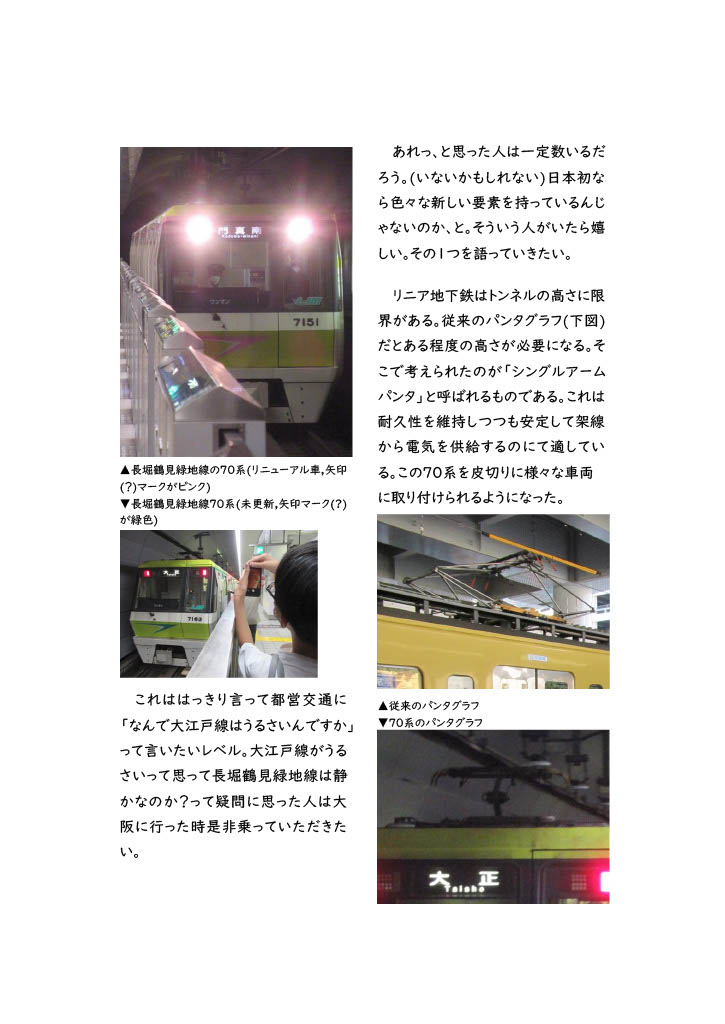 門真南
Kadoma-Minami
ワンマン
7151
▲長堀鶴見緑地線の70系(リニューアル車,矢印
(?)マークがピンク)
▼長堀鶴見緑地線70系(未更新,矢印マーク(?)
が緑色)
大正
7163
これははっきり言って都営交通に
「なんで大江戸線はうるさいんですか」
って言いたいレベル。大江戸線がうる
さいって思って長堀鶴見緑地線は静
かなのか?って疑問に思った人は大
阪に行った時是非乗っていただきた
い。
あれっ、と思った人は一定数いるだ
ろう。(いないかもしれない)日本初な
ら色々な新しい要素を持っているんじ
ゃないのか、と。そういう人がいたら嬉
しい。その1つを語っていきたい。
リニア地下鉄はトンネルの高さに限
界がある。従来のパンタグラフ(下図)
だとある程度の高さが必要になる。そ
こで考えられたのが「シングルアーム
パンタ」と呼ばれるものである。これは
耐久性を維持しつつも安定して架線
から電気を供給するのにて適してい
る。この70系を皮切りに様々な車両
に取り付けられるようになった。
▲従来のパンタグラフ
▼70系のパンタグラフ
大正
Taisho